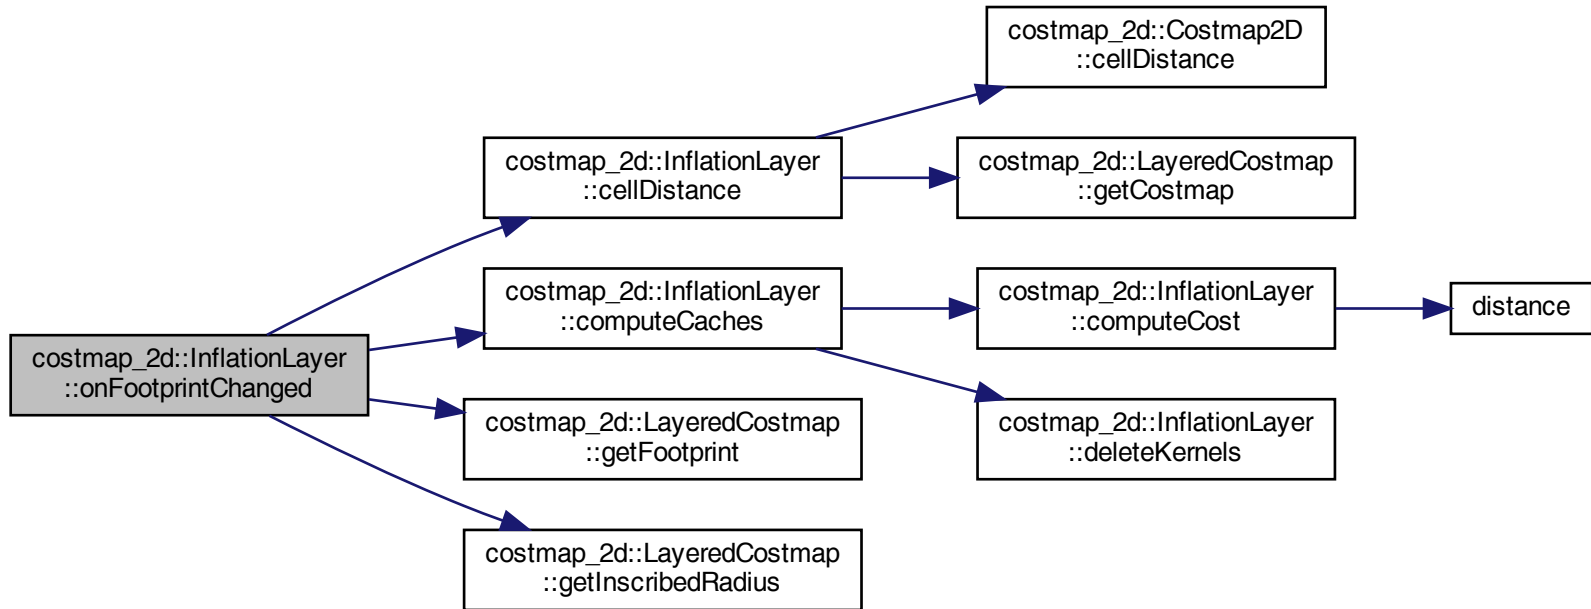 costmap_2d::Costmap2D
::cellDistance
costmap_2d::InflationLayer
::cellDistance
costmap_2d::LayeredCostmap
::getCostmap
costmap_2d::InflationLayer
::computeCaches
costmap_2d::InflationLayer
::computeCost
distance
costmap_2d::InflationLayer
::onFootprintChanged
costmap_2d::LayeredCostmap
::getFootprint
costmap_2d::InflationLayer
::deleteKernels
costmap_2d::LayeredCostmap
::getInscribedRadius